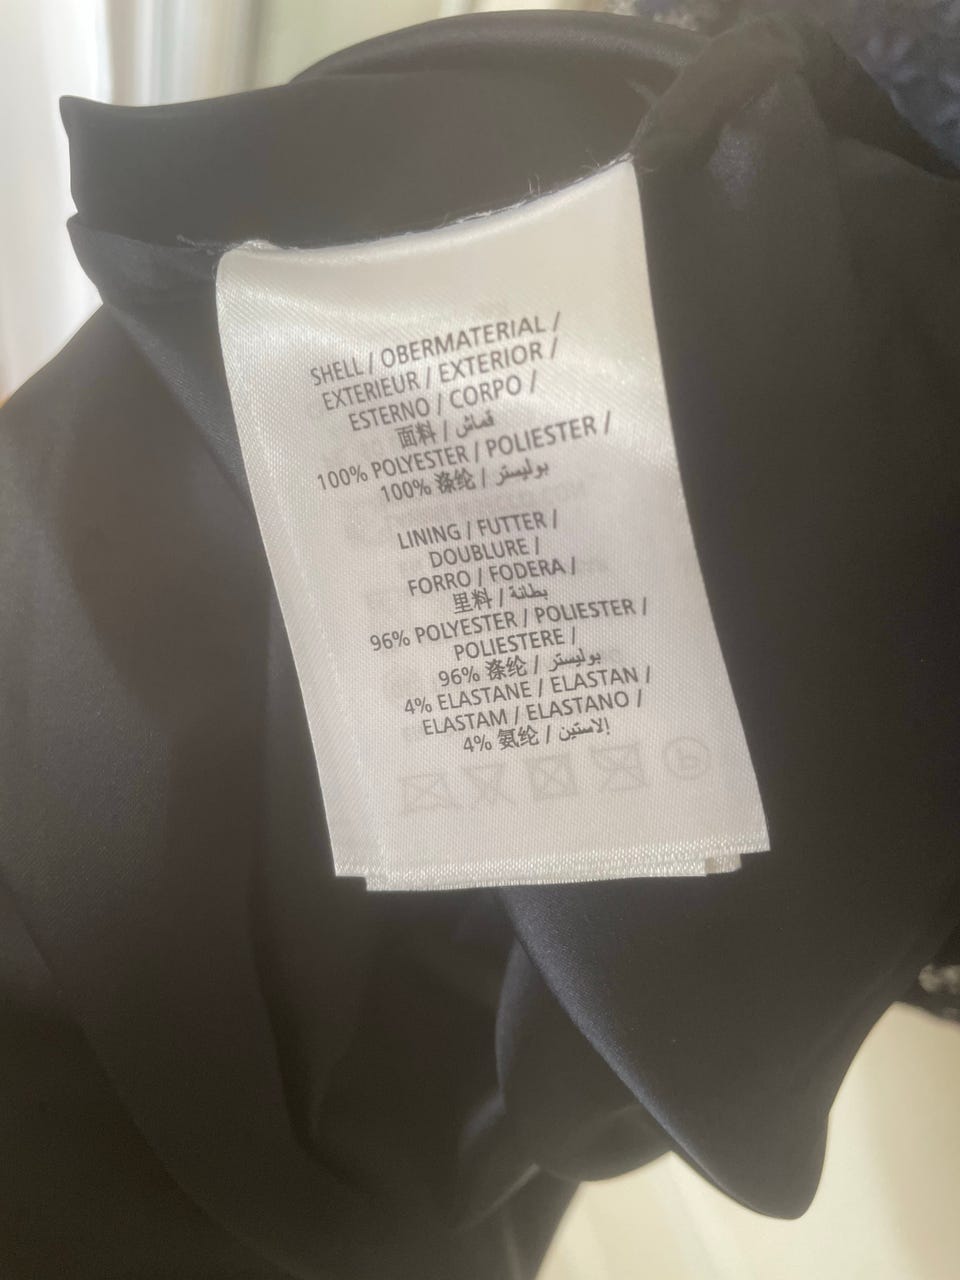 SHELL / OBERMATERIAL /
EXTERIEUR / EXTERIOR /
ESTERNO / CORPO /
面料 / قماش
100% POLYESTER / POLIESTER /
100% 涤纶 / بوليستر
LINING / FUTTER /
DOUBLURE /
FORRO / FODERA /
里料 / بطانة
96% POLYESTER / POLIESTER /
POLIESTERE /
96% 涤纶 / بوليستر
4% ELASTANE / ELASTAN /
ELASTAM / ELASTANO /
4% 氨纶 / إلاستين